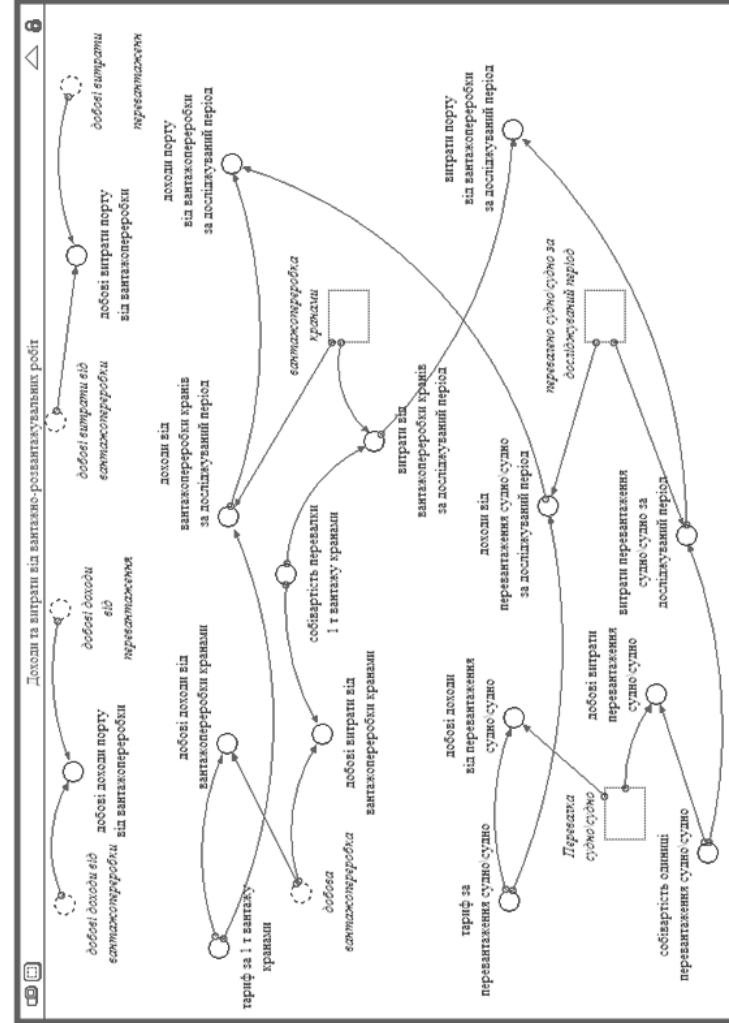 Доходи та витрати від вантажно-розвантажувальних робіт
добові доходи від
вантажопереробки
добові доходи порту
від вантажопереробки
добові доходи
від
перевантаження
добові витрати від
вантажопереробки
добові витрати порту
від вантажопереробки
добові витрати
перевантаження
тариф за 1 т вантажу
кранами
добові доходи від
вантажопереробки кранами
доходи від
вантажопереробки кранів
за досліджуваний період
доходи порту
від вантажопереробки
за досліджуваний період
добова
вантажопереробка
добові витрати від
вантажопереробки кранами
собівартість перевалки
1 т вантажу кранами
вантажопереробка
кранами
витрати від
вантажопереробки кранів
за досліджуваний період
витрати порту
від вантажопереробки
за досліджуваний період
тариф за
перевантаження судно\судно
добові доходи
від перевантаження
судно\судно
доходи від
перевантаження судно\судно
за досліджуваний період
перевалено судно\судно за
досліджуваний період
Перевалка
судно\судно
добові витрати
перевантаження
судно\судно
витрати перевантаження
судно\судно за
досліджуваний період
собівартість одиниці
перевантаження судно\судно